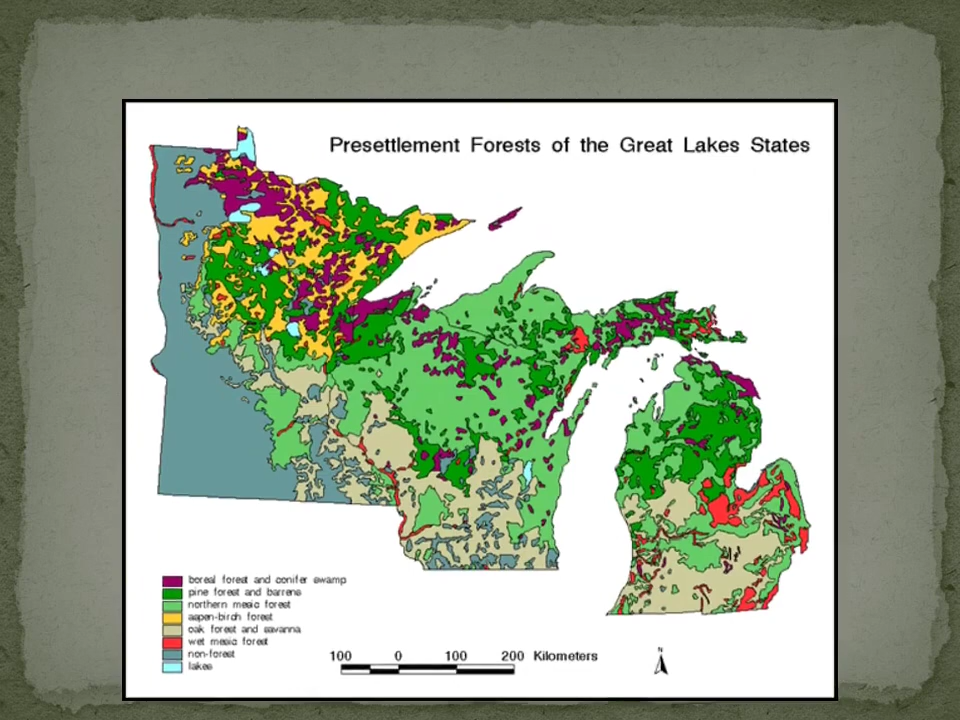 Presettlement Forests of the Great Lakes States
boreal forest and conifer swamp
pine forest and barrens
northern mesic forest
aspen-birch forest
oak forest and savanna
wet mesic forest
non-forest
lakes
100 0 100 200 Kilometers
N